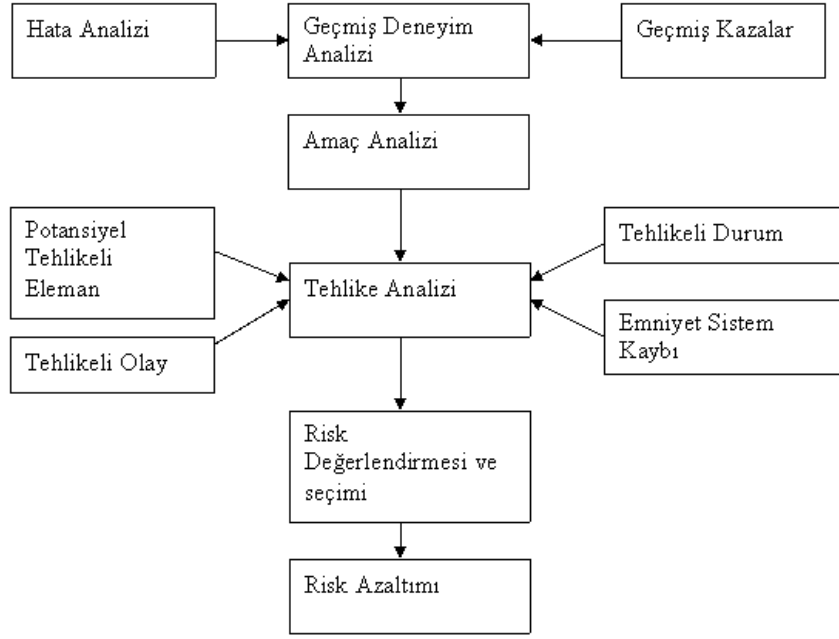 Hata Analizi
Geçmiş Deneyim
Analizi
Geçmiş Kazalar
Amaç Analizi
Potansiyel
Tehlikeli
Eleman
Tehlikeli Durum
Tehlike Analizi
Emniyet Sistem
Kaybı
Tehlikeli Olay
Risk
Değerlendirmesi ve
seçimi
Risk Azaltımı